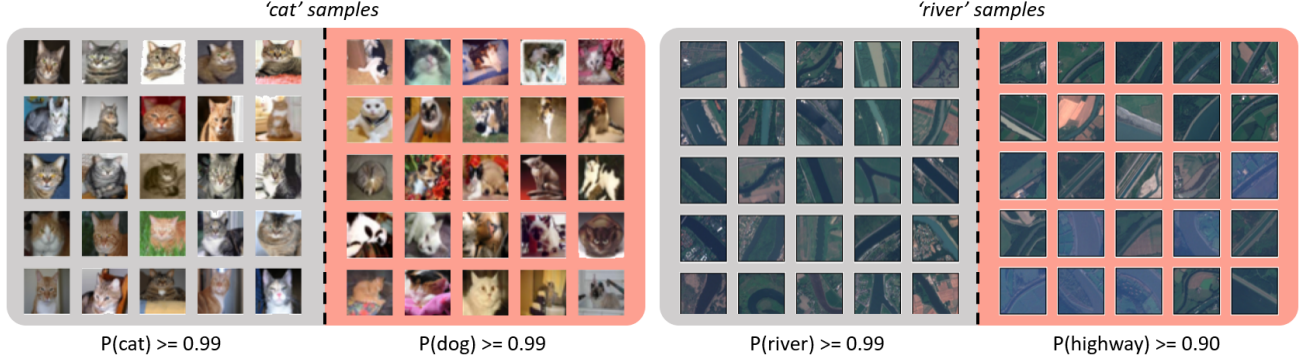 ‘cat’ samples
‘river’ samples
P(cat) >= 0.99
P(dog) >= 0.99
P(river) >= 0.99
P(highway) >= 0.90